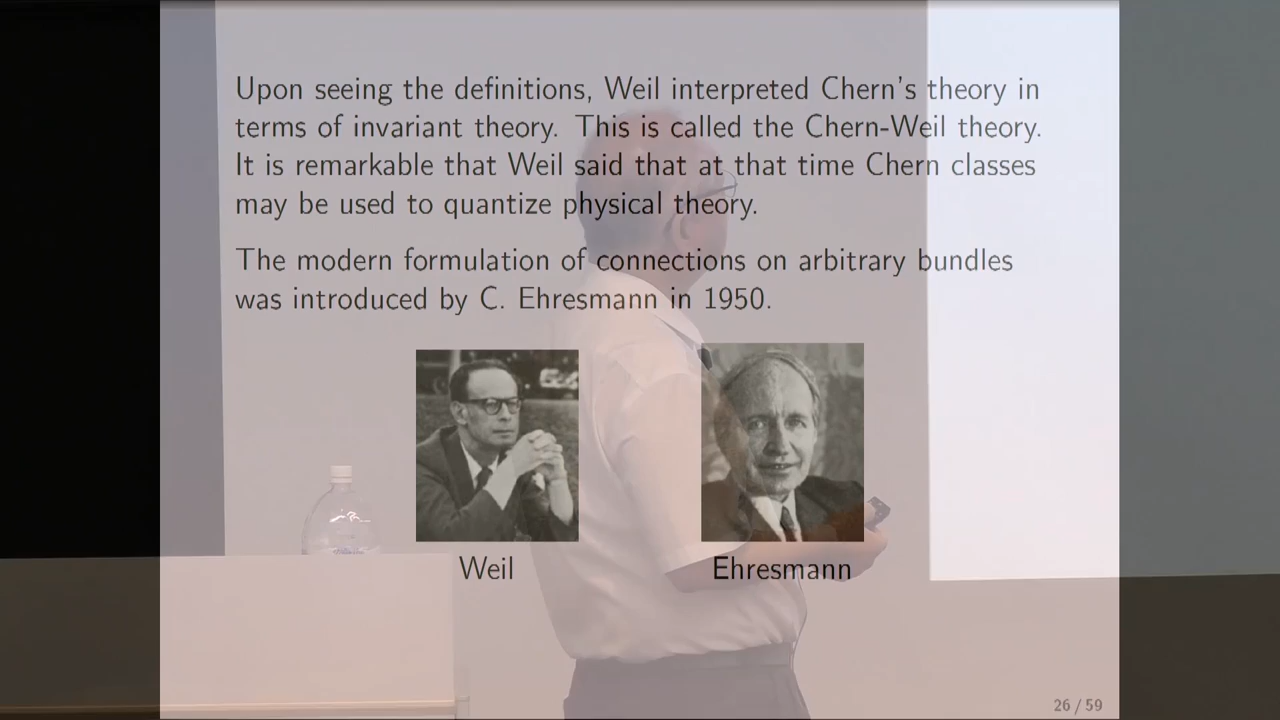 Upon seeing the definitions, Weil interpreted Chern's theory in
terms of invariant theory. This is called the Chern-Weil theory.
It is remarkable that Weil said that at that time Chern classes
may be used to quantize physical theory.
The modern formulation of connections on arbitrary bundles
was introduced by C. Ehresmann in 1950.
Weil
Ehresmann
26 / 59